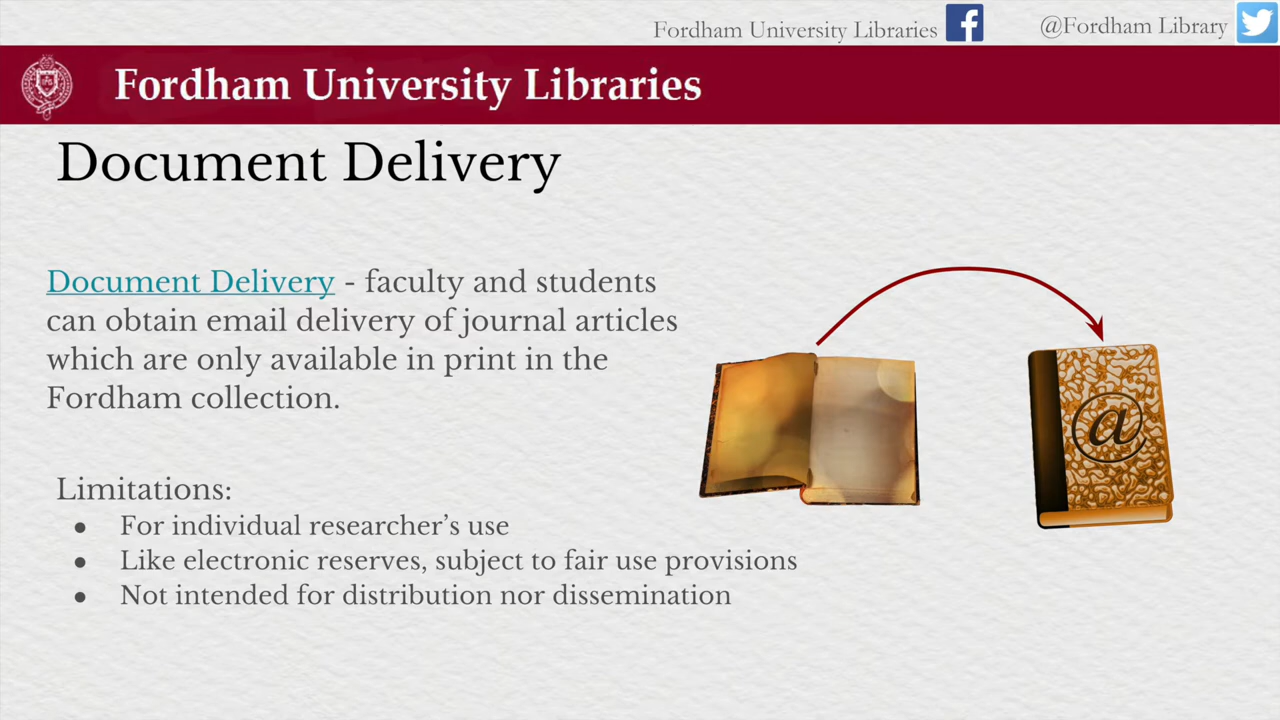 Fordham University Libraries
@Fordham Library
Fordham University Libraries
Document Delivery
Document Delivery - faculty and students
can obtain email delivery of journal articles
which are only available in print in the
Fordham collection.
@
Limitations:
● For individual researcher’s use
● Like electronic reserves, subject to fair use provisions
● Not intended for distribution nor dissemination